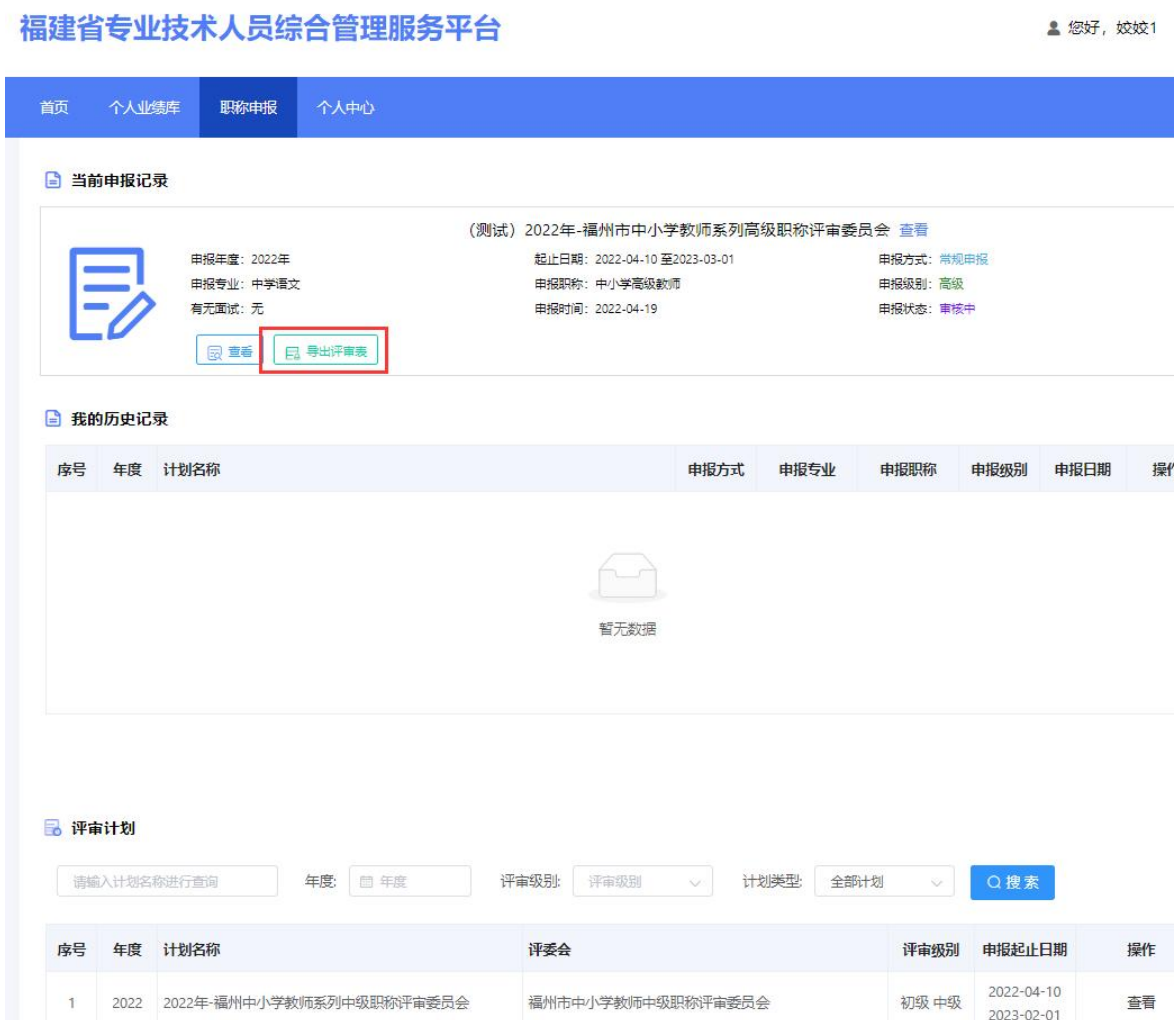 福建省专业技术人员综合管理服务平台
您好，姣姣1
首页 个人业绩库 职称申报 个人中心
当前申报记录
（测试）2022年-福州市中小学教师系列高级职称评审委员会 查看
申报年度：2022年 起止日期：2022-04-10 至2023-03-01 申报方式：常规申报
申报专业：中学语文 申报职称：中小学高级教师 申报级别：高级
有无面试：无 申报时间：2022-04-19 申报状态：审核中
查看 导出评审表
我的历史记录
序号 年度 计划名称 申报方式 申报专业 申报职称 申报级别 申报日期 操作
暂无数据
评审计划
请输入计划名称进行查询 年度: 年度 评审级别: 评审级别 计划类型: 全部计划 搜索
序号 年度 计划名称 评委会 评审级别 申报起止日期 操作
1 2022 2022年-福州中小学教师系列中级职称评审委员会 福州市中小学教师中级职称评审委员会 初级 中级 2022-04-10 查看
2023-02-01